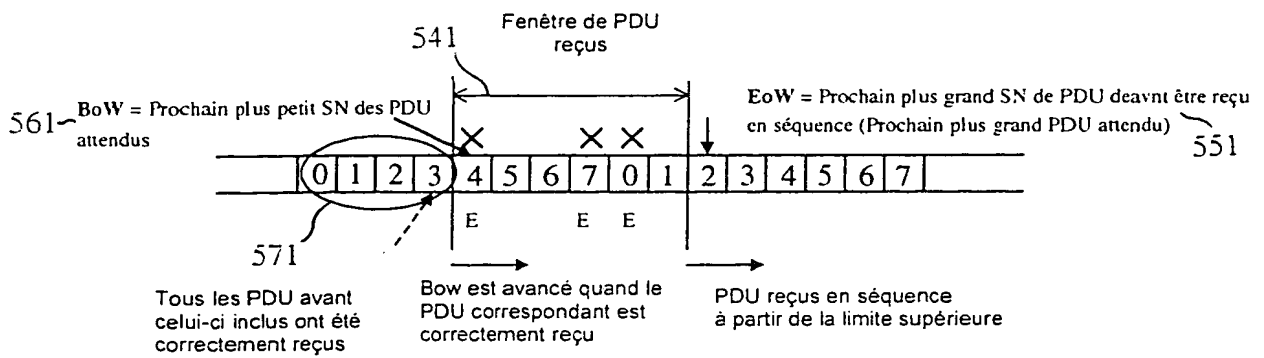 Fenêtre de PDU
reçus
541
BoW = Prochain plus petit SN des PDU
attendus
561
EoW = Prochain plus grand SN de PDU deavnt être reçu
en séquence (Prochain plus grand PDU attendu)
551
0 1 2 3 4 5 6 7 0 1 2 3 4 5 6 7
E E E
571
Tous les PDU avant
celui-ci inclus ont été
correctement reçus
Bow est avancé quand le
PDU correspondant est
correctement reçu
PDU reçus en séquence
à partir de la limite supérieure